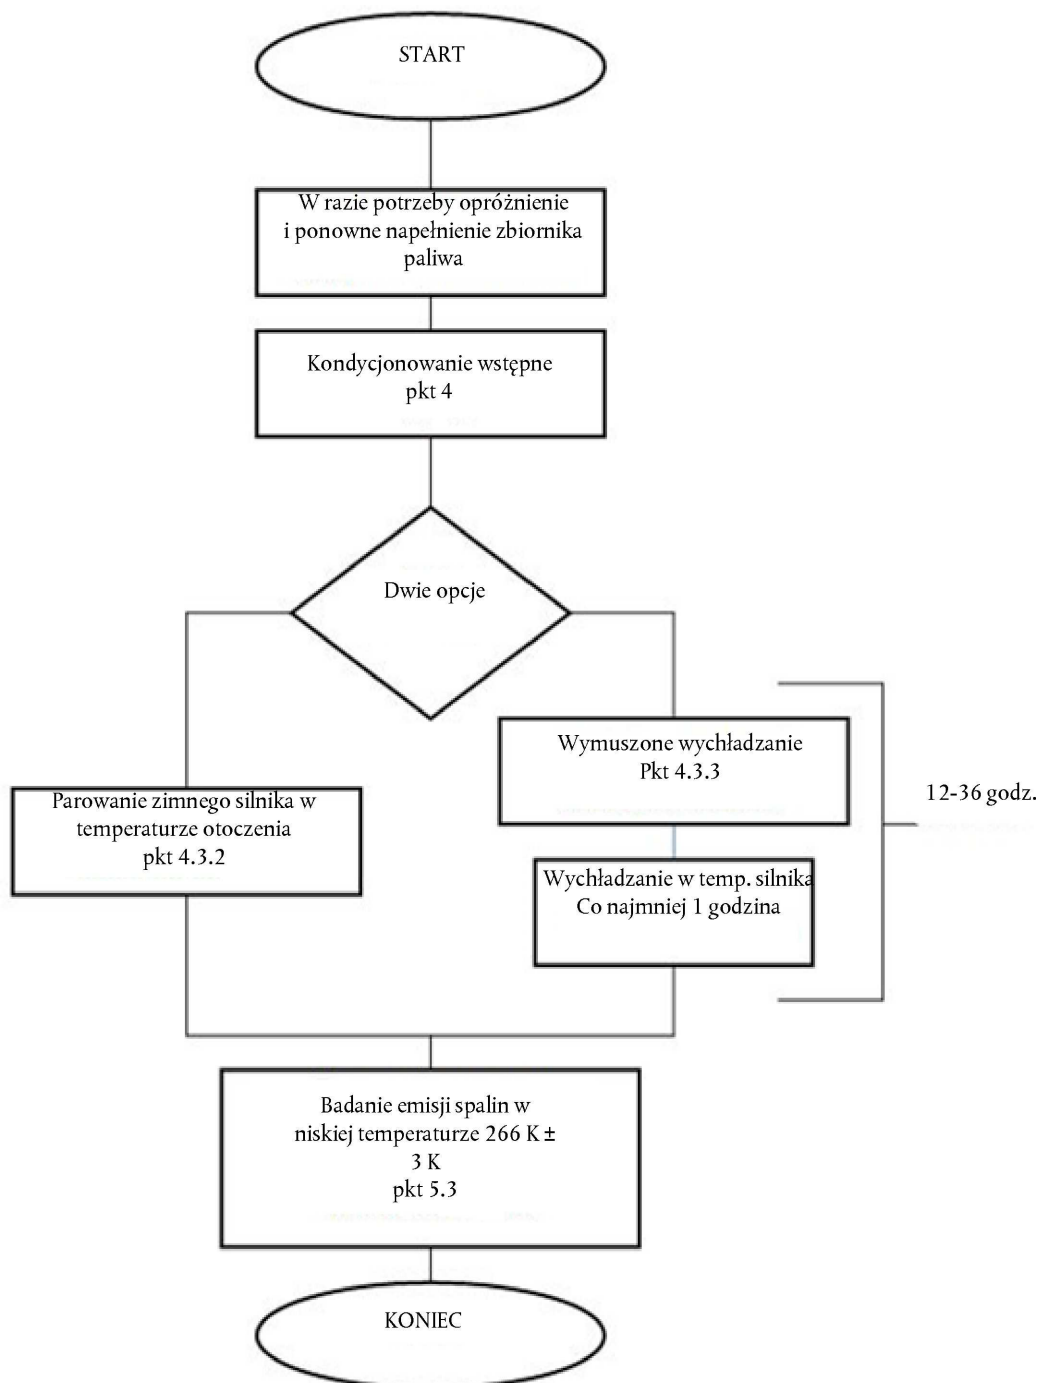 START
W razie potrzeby opróżnienie
i ponowne napełnienie zbiornika
paliwa
Kondycjonowanie wstępne
pkt 4
Dwie opcje
Wymuszone wychładzanie
Pkt 4.3.3
12-36 godz.
Parowanie zimnego silnika w
temperaturze otoczenia
pkt 4.3.2
Wychładzanie w temp. silnika
Co najmniej 1 godzina
Badanie emisji spalin w
niskiej temperaturze 266 K ±
3 K
pkt 5.3
KONIEC